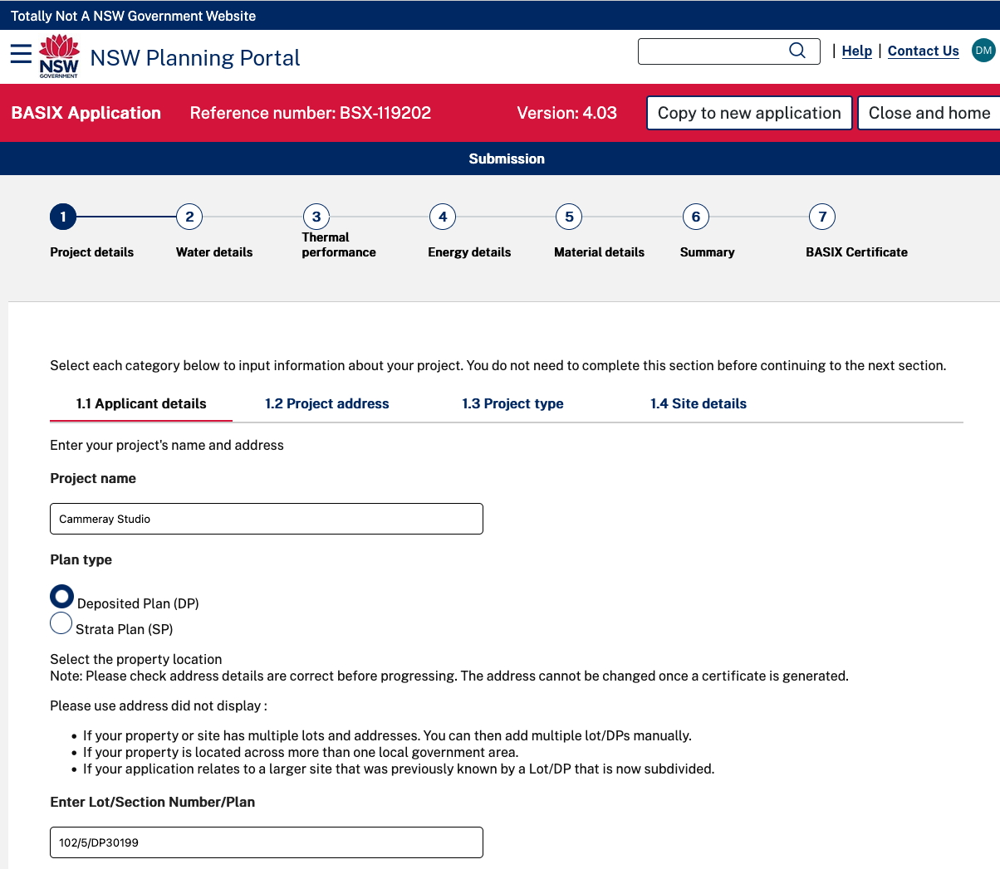 Totally Not A NSW Government Website
NSW
GOVERNMENT
NSW Planning Portal
| Help | Contact Us DM
BASIX Application Reference number: BSX-119202 Version: 4.03 Copy to new application Close and home
Submission
1 2 3 4 5 6 7
Project details Water details Thermal performance Energy details Material details Summary BASIX Certificate
Select each category below to input information about your project. You do not need to complete this section before continuing to the next section.
1.1 Applicant details 1.2 Project address 1.3 Project type 1.4 Site details
Enter your project's name and address
Project name
Cammeray Studio
Plan type
Deposited Plan (DP)
Strata Plan (SP)
Select the property location
Note: Please check address details are correct before progressing. The address cannot be changed once a certificate is generated.
Please use address did not display :
• If your property or site has multiple lots and addresses. You can then add multiple lot/DPs manually.
• If your property is located across more than one local government area.
• If your application relates to a larger site that was previously known by a Lot/DP that is now subdivided.
Enter Lot/Section Number/Plan
102/5/DP30199